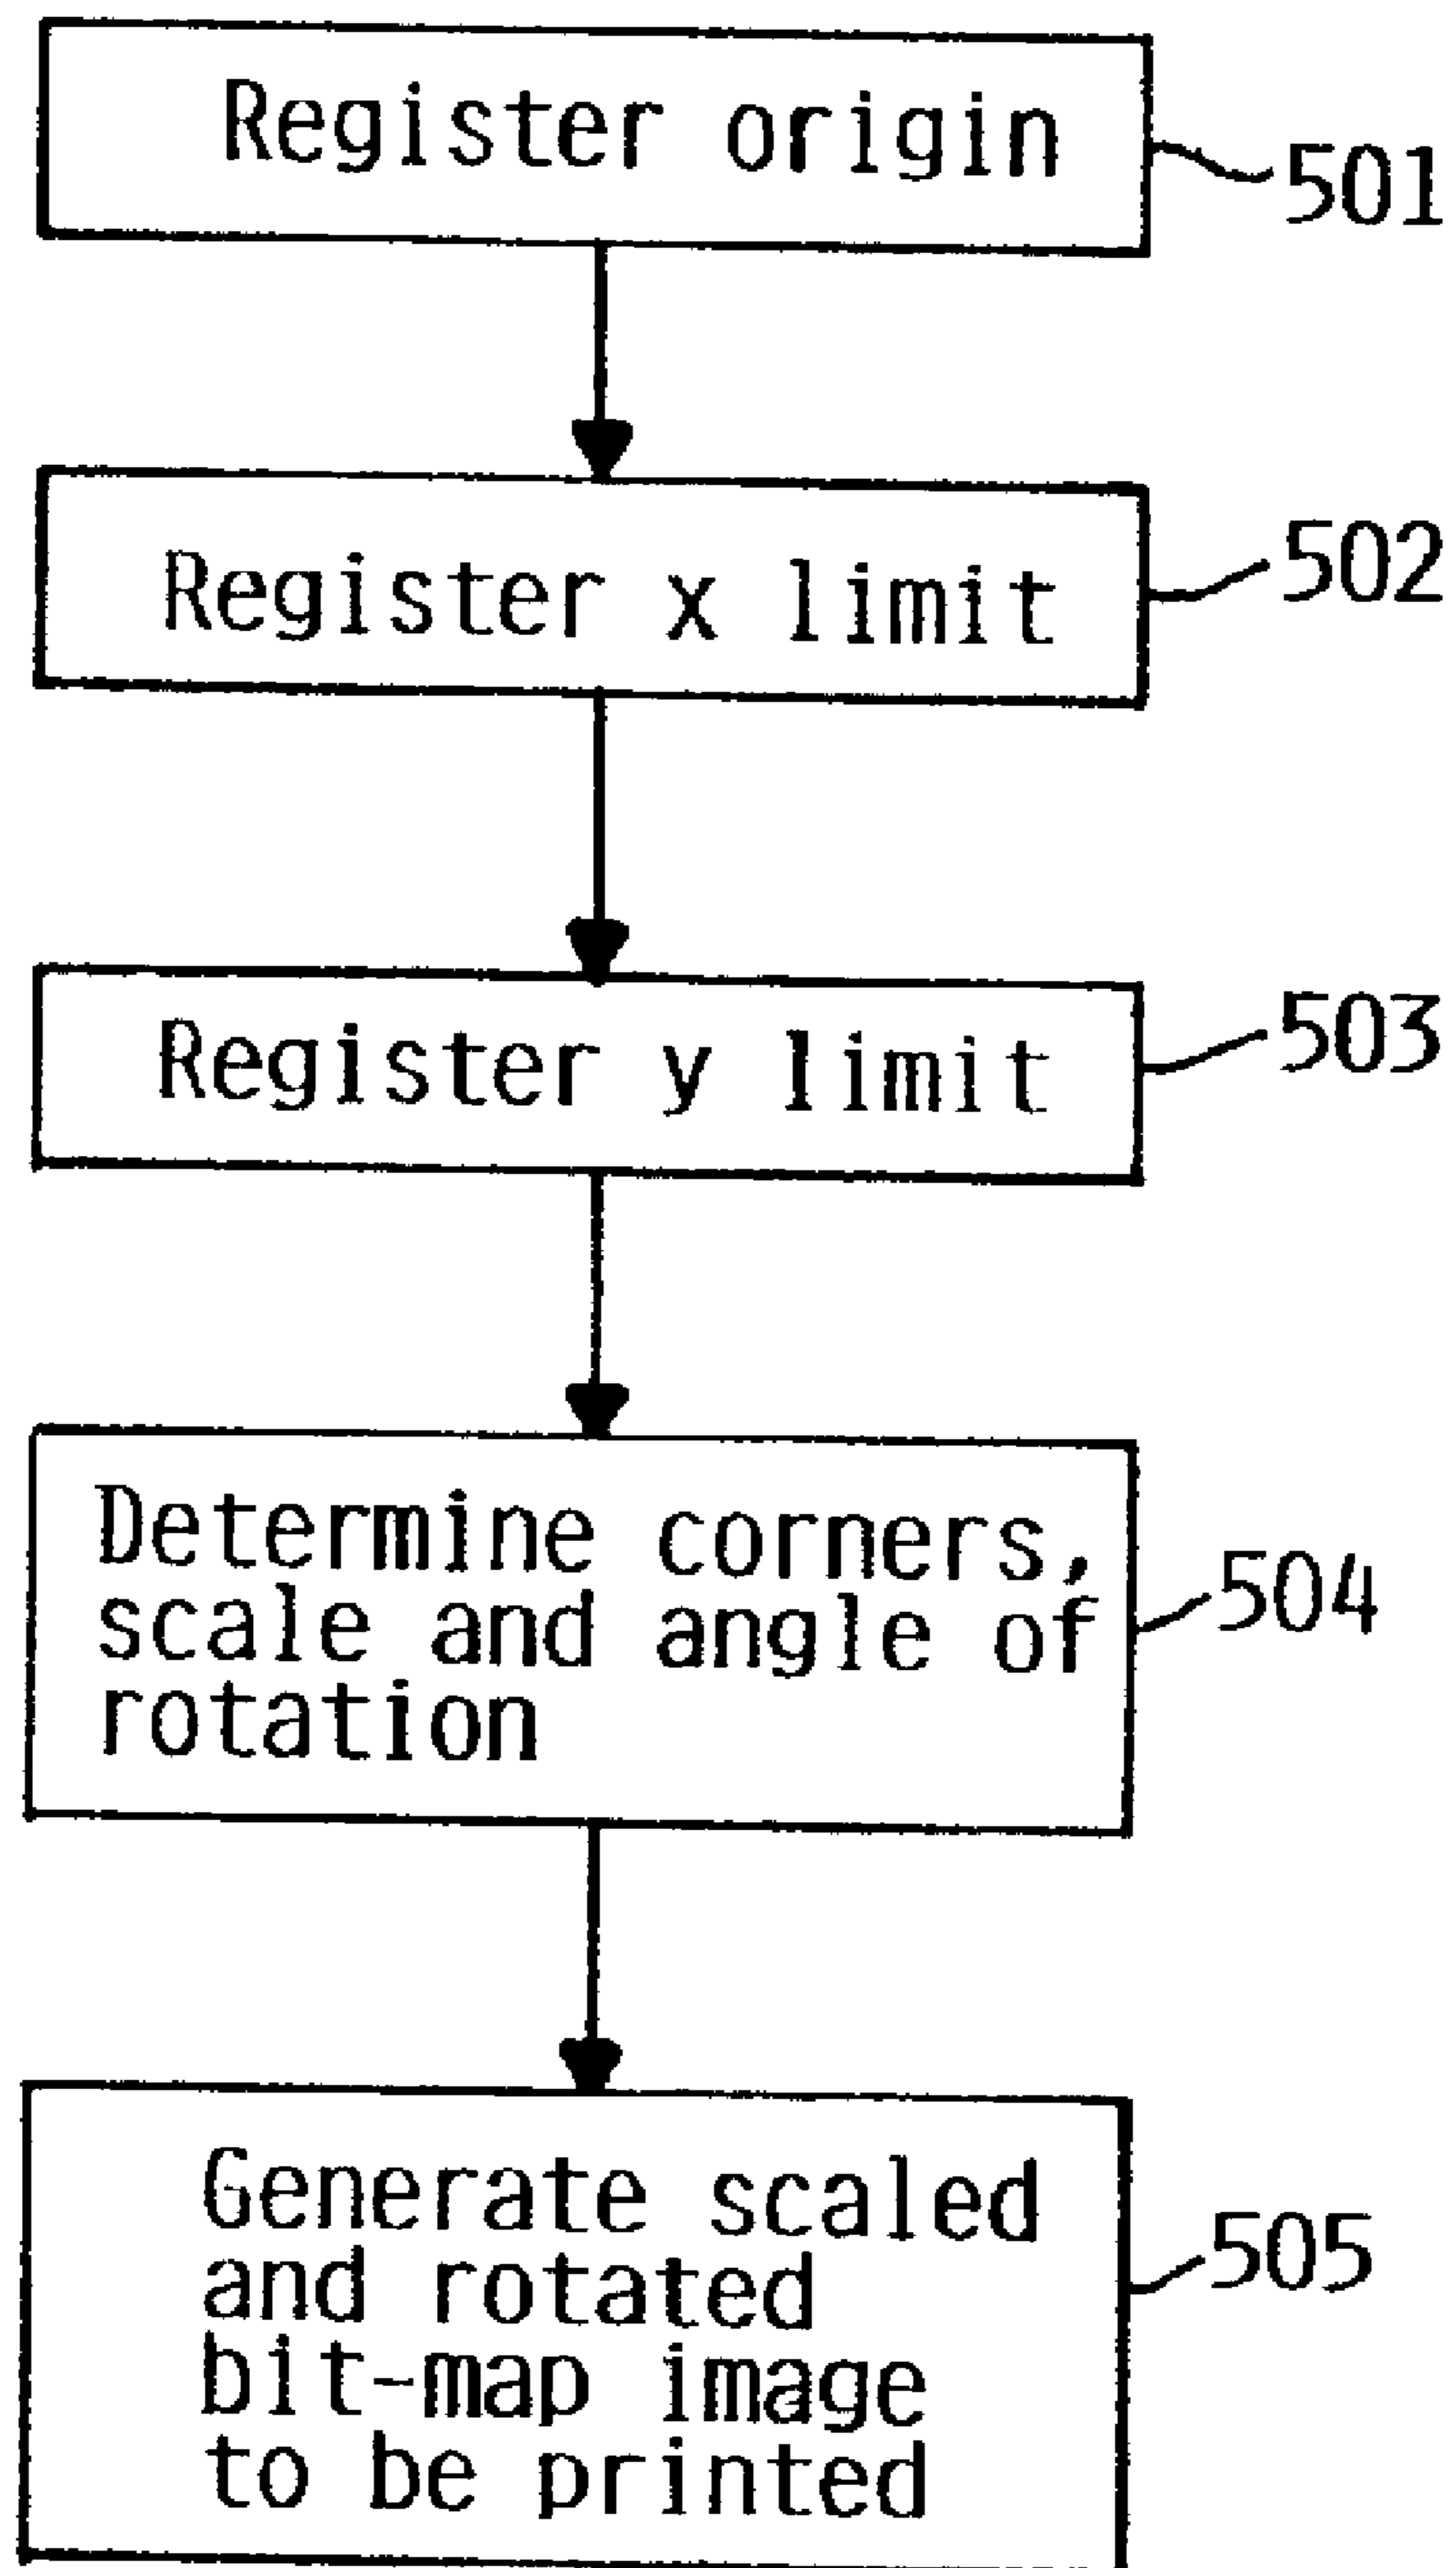 Register origin
501
Register x limit
502
Register y limit
503
Determine corners,
scale and angle of
rotation
504
Generate scaled
and rotated
bit-map image
to be printed
505